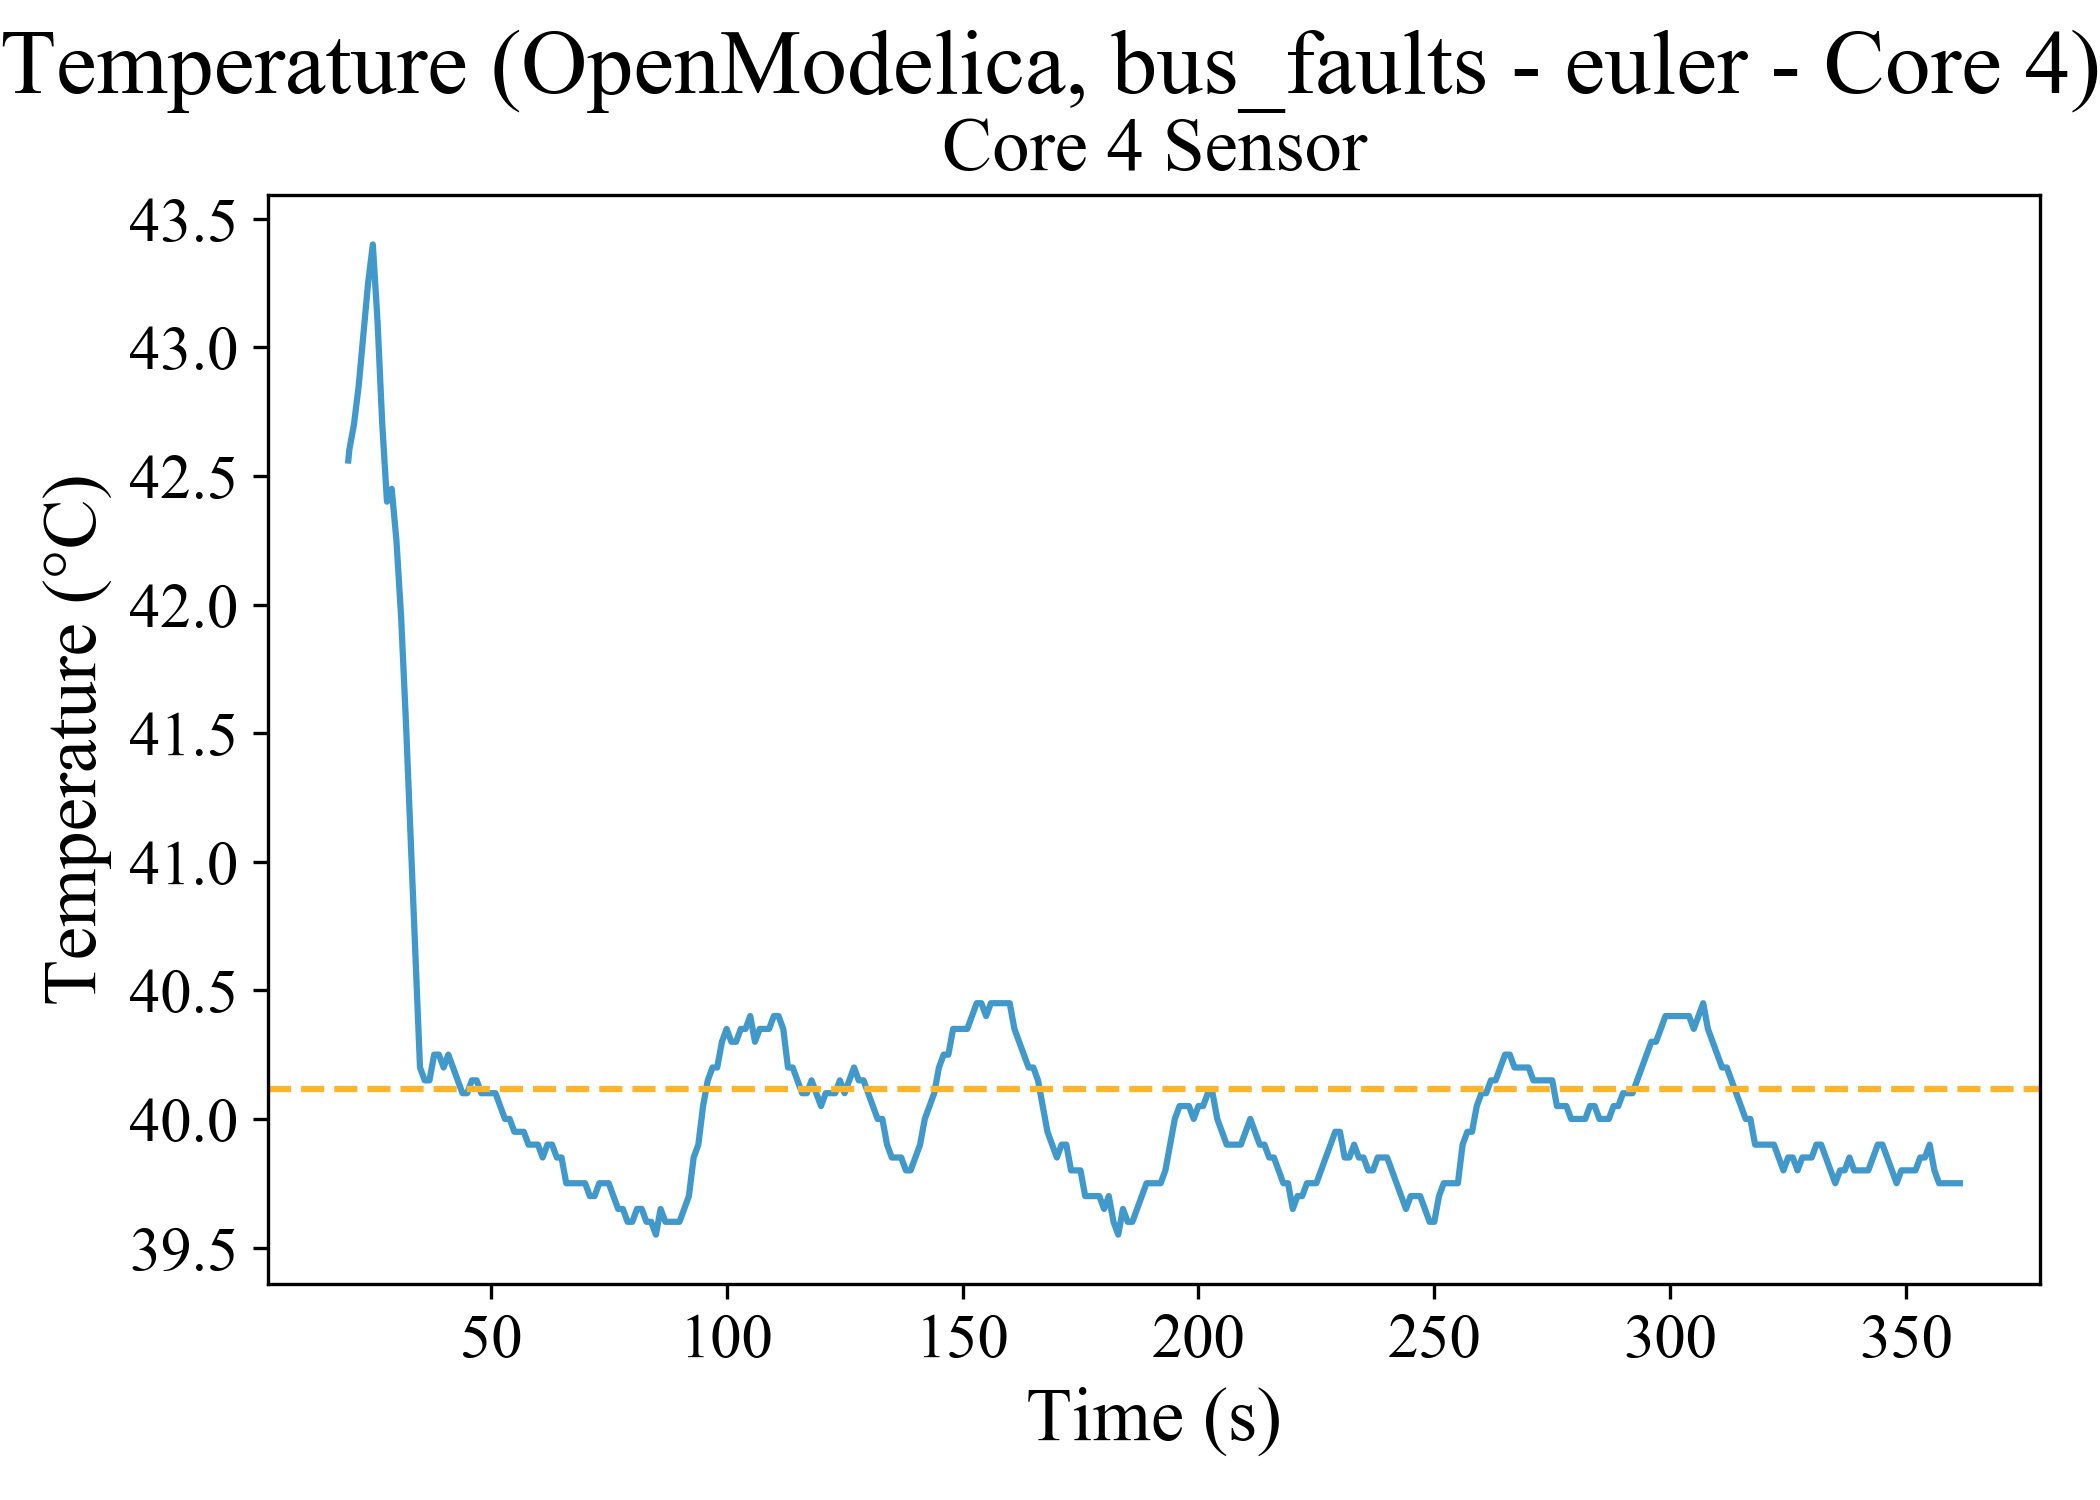 Temperature (OpenModelica, bus_faults - euler - Core 4)
Core 4 Sensor
43.5
43.0
42.5
42.0
41.5
41.0
40.5
40.0
39.5
Temperature (°C)
50 100 150 200 250 300 350
Time (s)